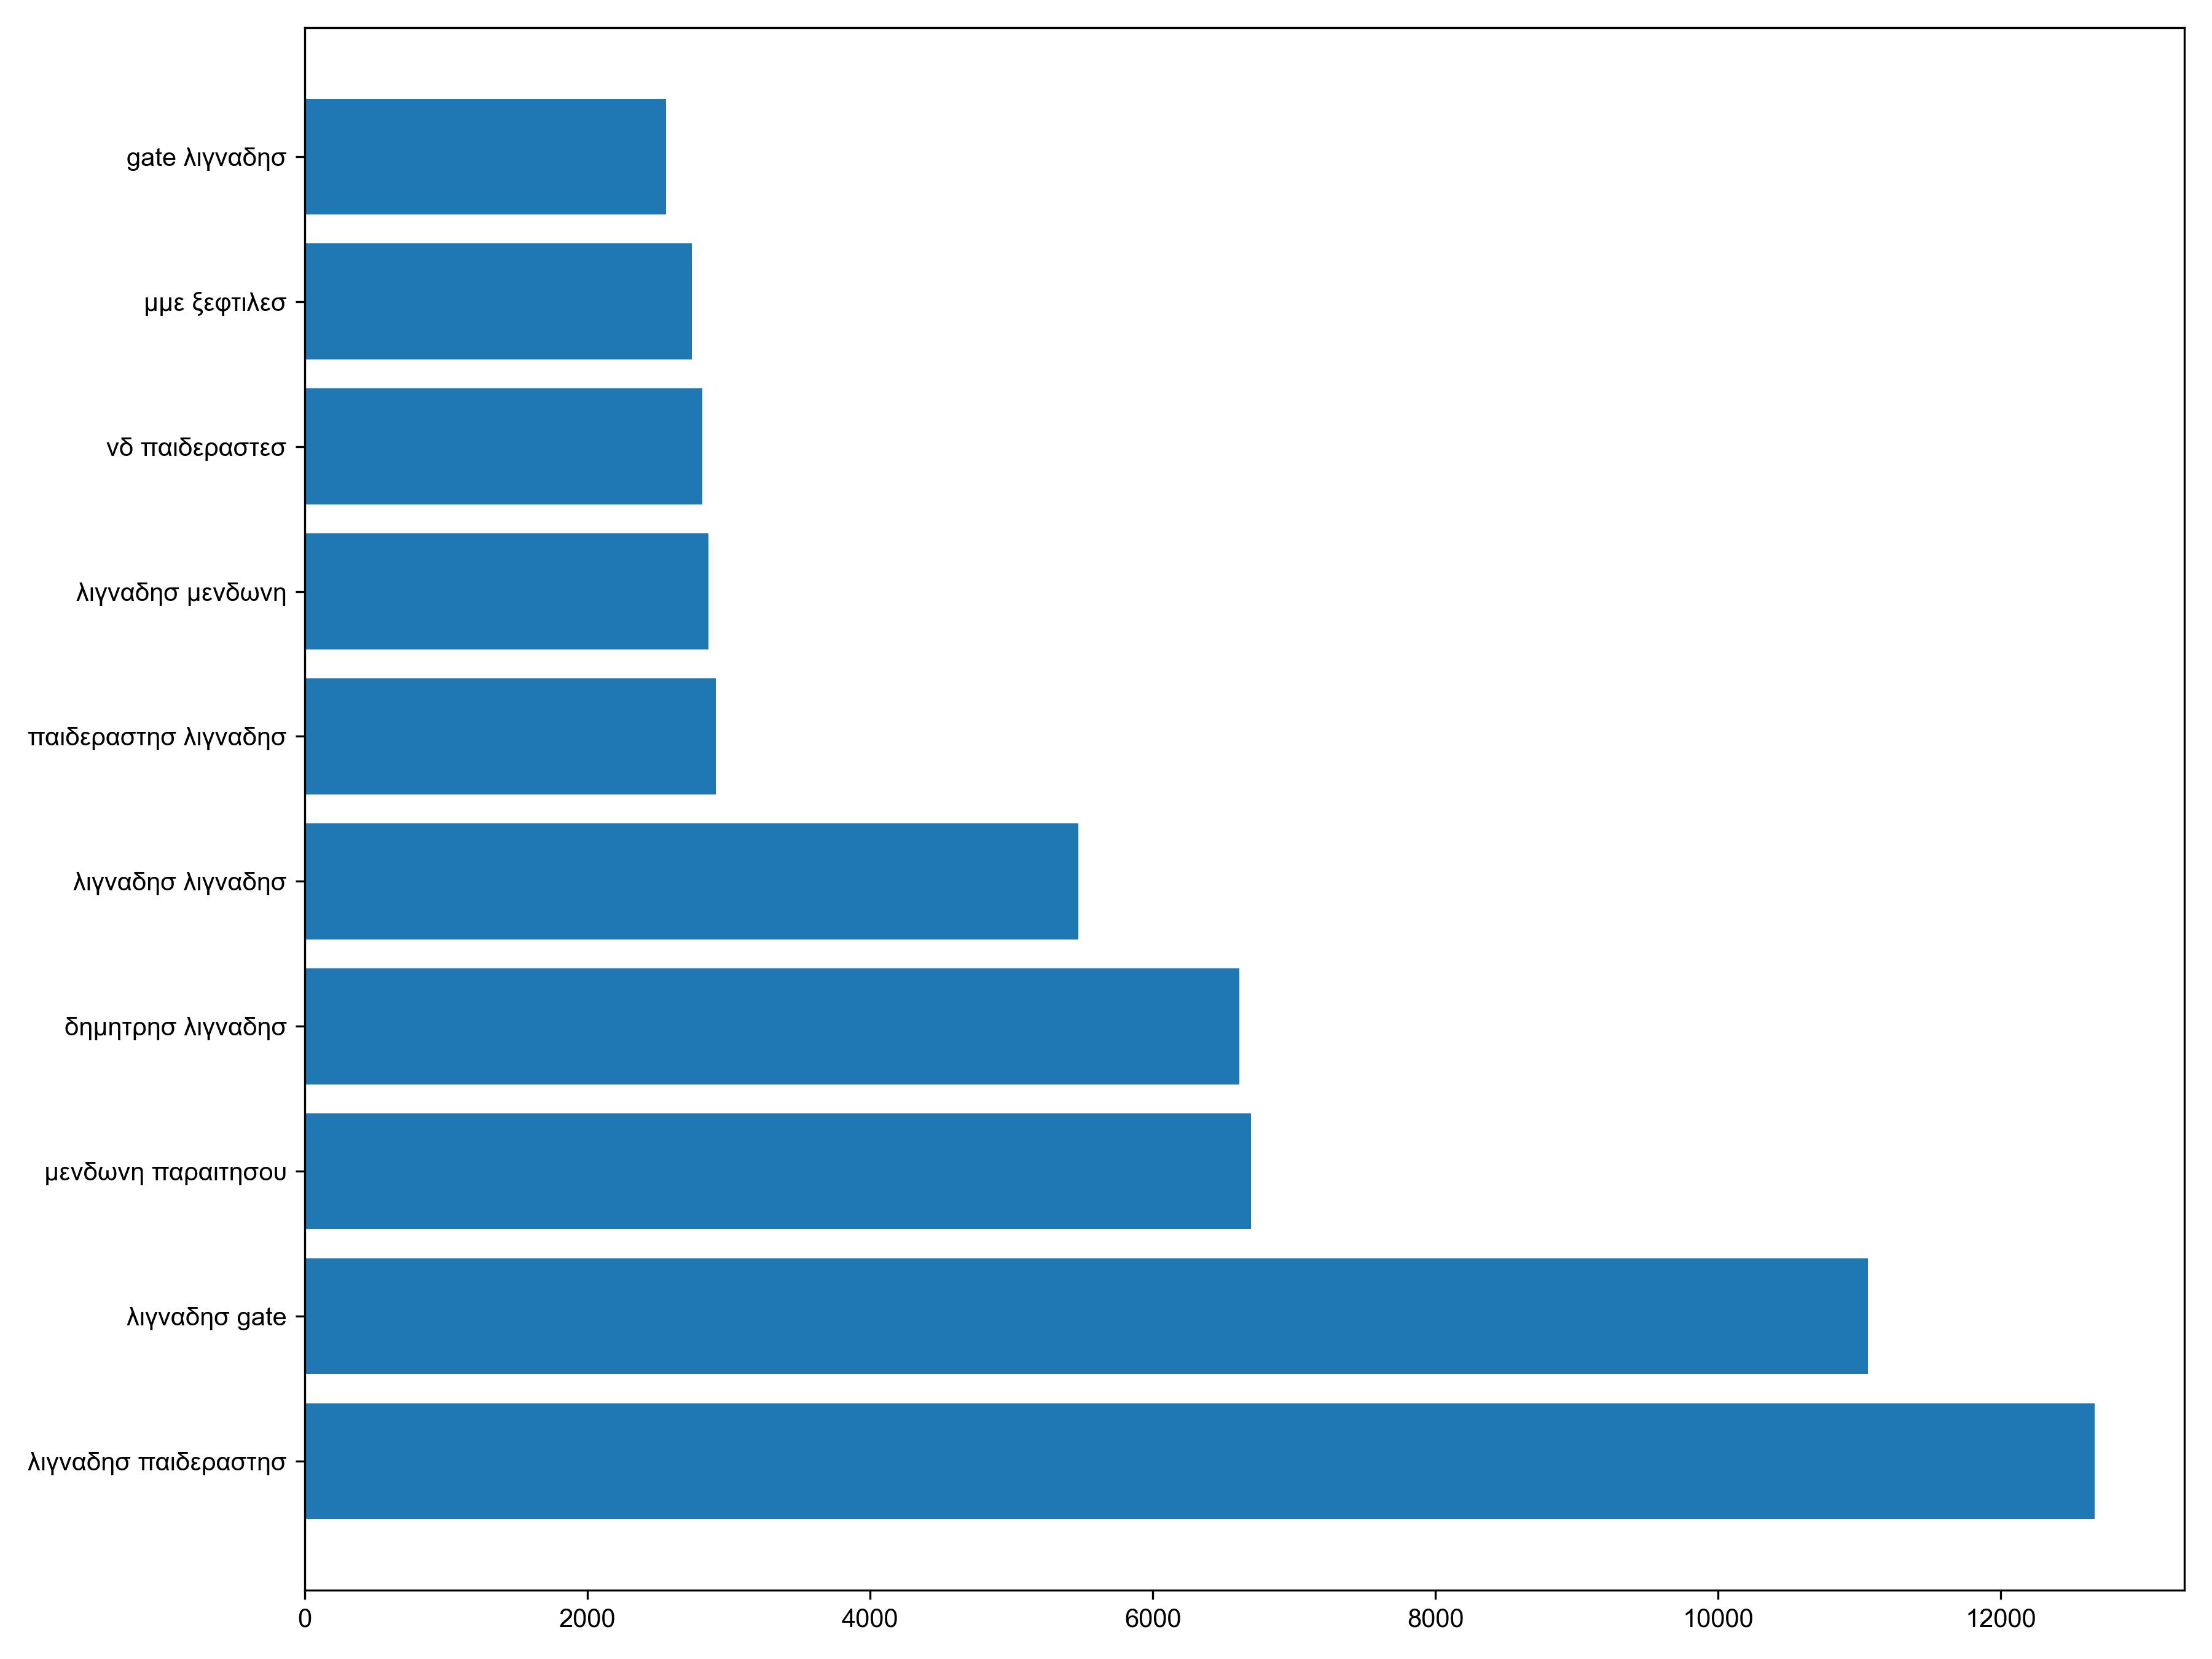 gate λιγναδησ
μμε ξεφτιλεσ
νδ παιδεραστεσ
λιγναδησ μενδωνη
παιδεραστησ λιγναδησ
λιγναδησ λιγναδησ
δημητρησ λιγναδησ
μενδωνη παραιτησου
λιγναδησ gate
λιγναδησ παιδεραστησ
0 2000 4000 6000 8000 10000 12000